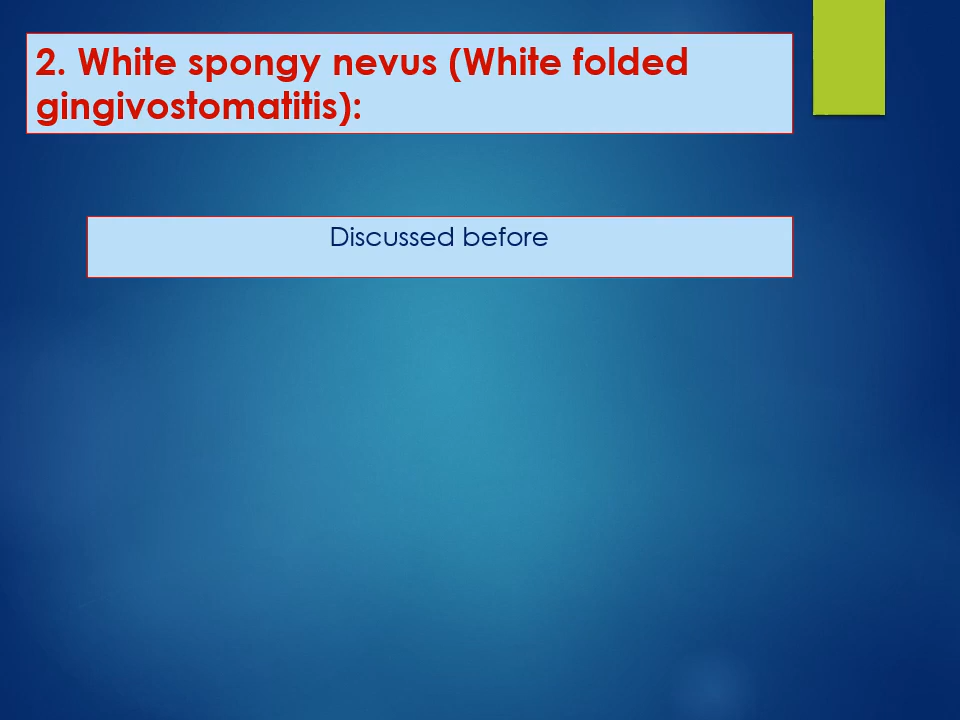 2. White spongy nevus (White folded
gingivostomatitis):
Discussed before